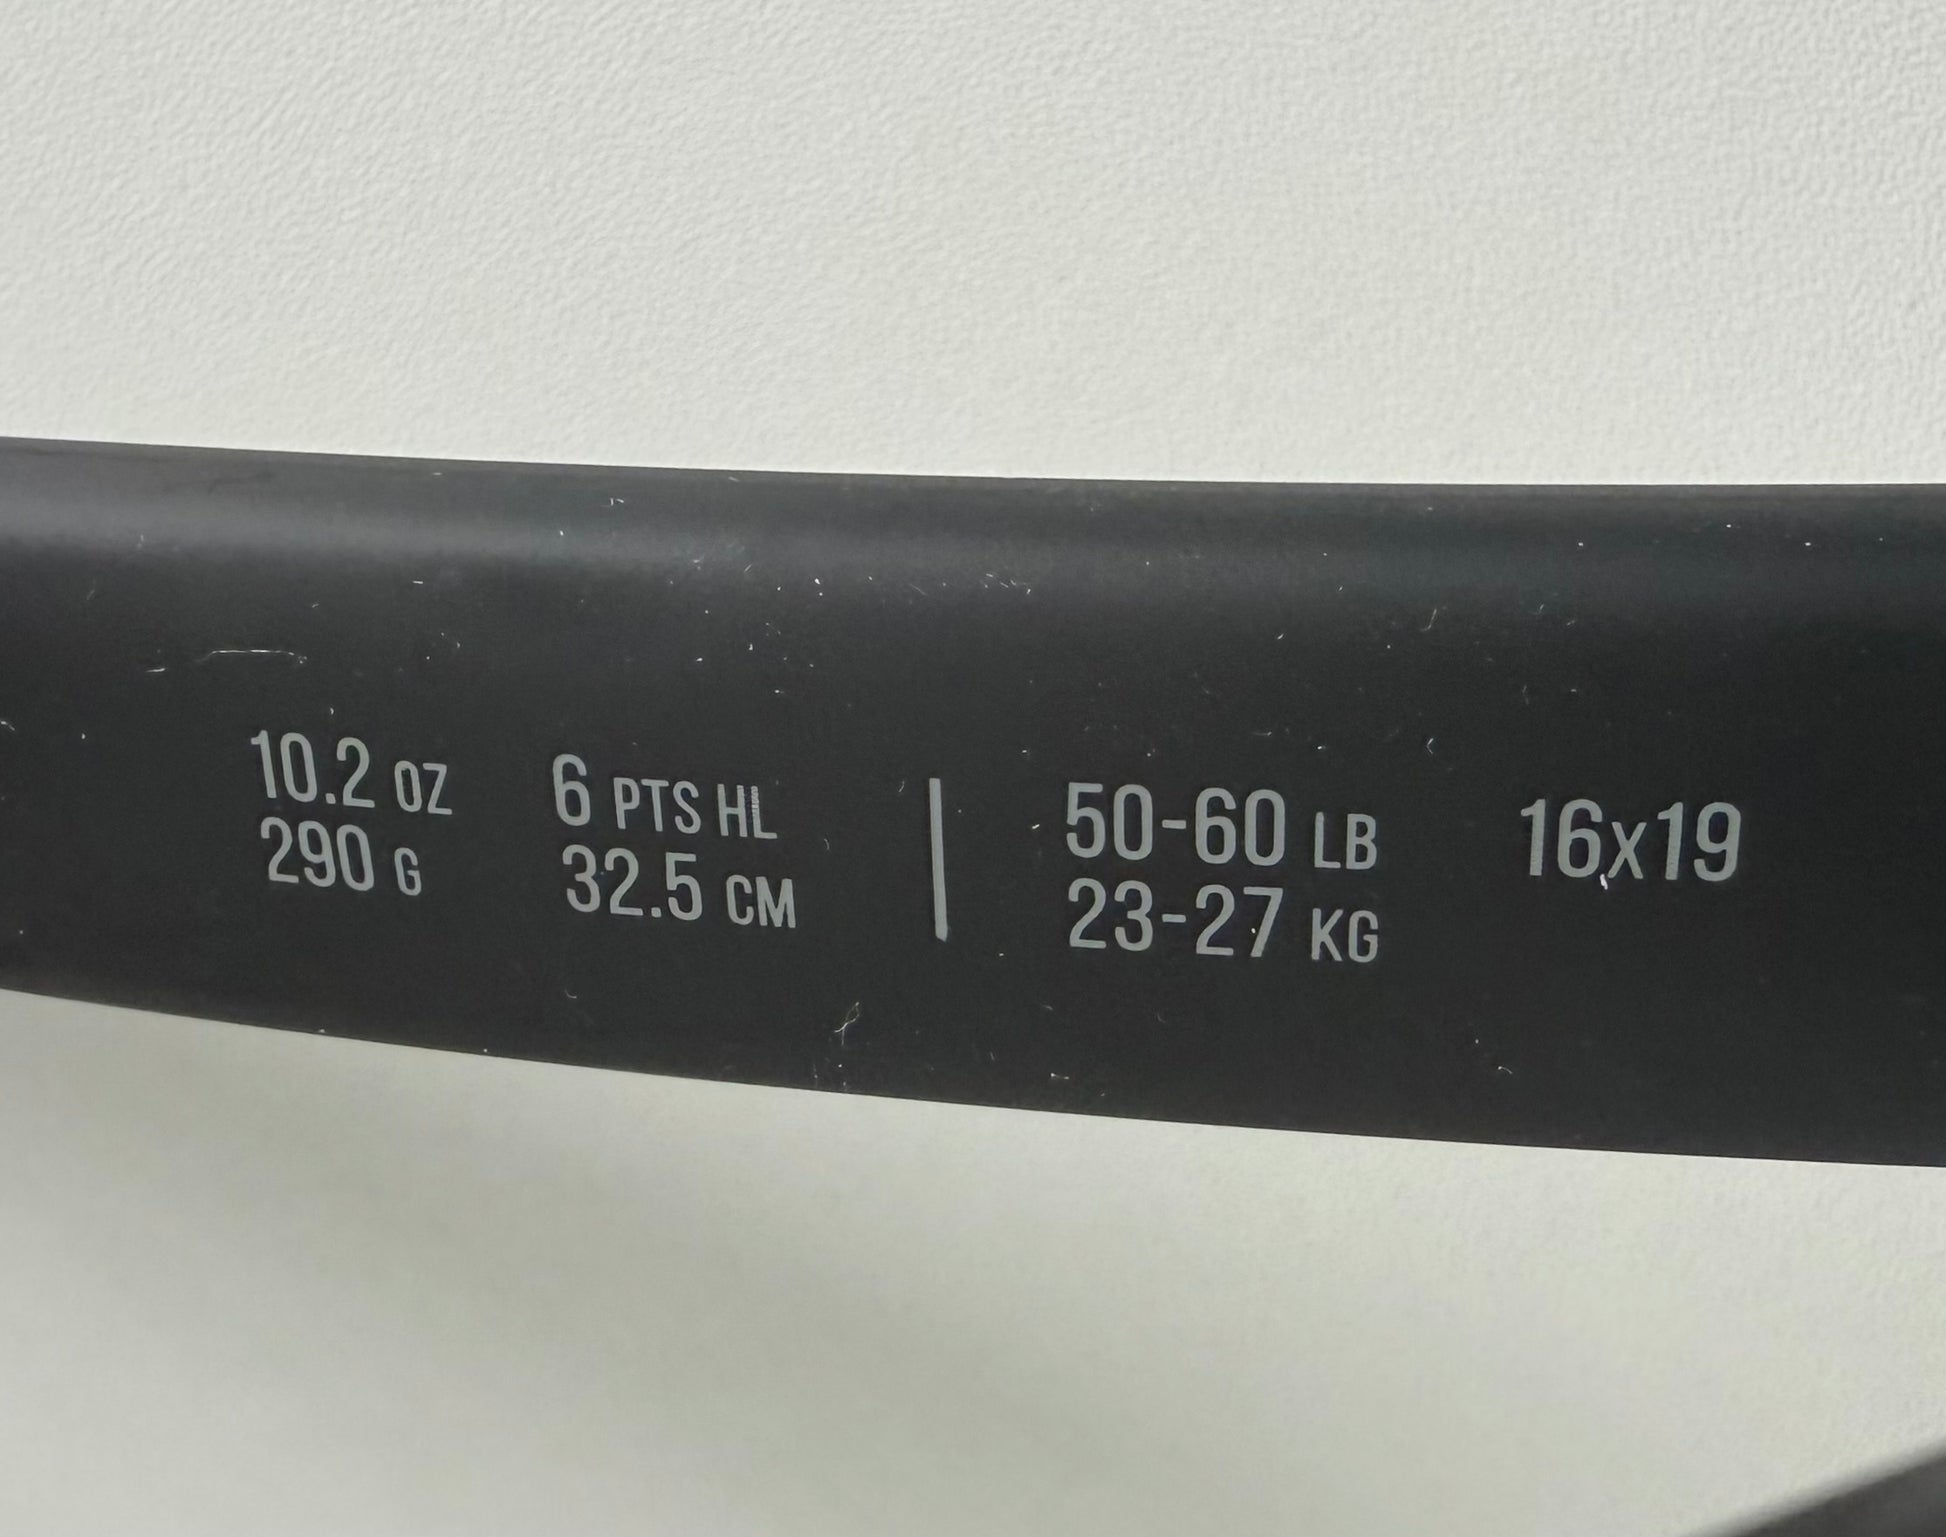 10.2 OZ
290 G
6 PTS HL
32.5 CM
50-60 LB
23-27 KG
16x19